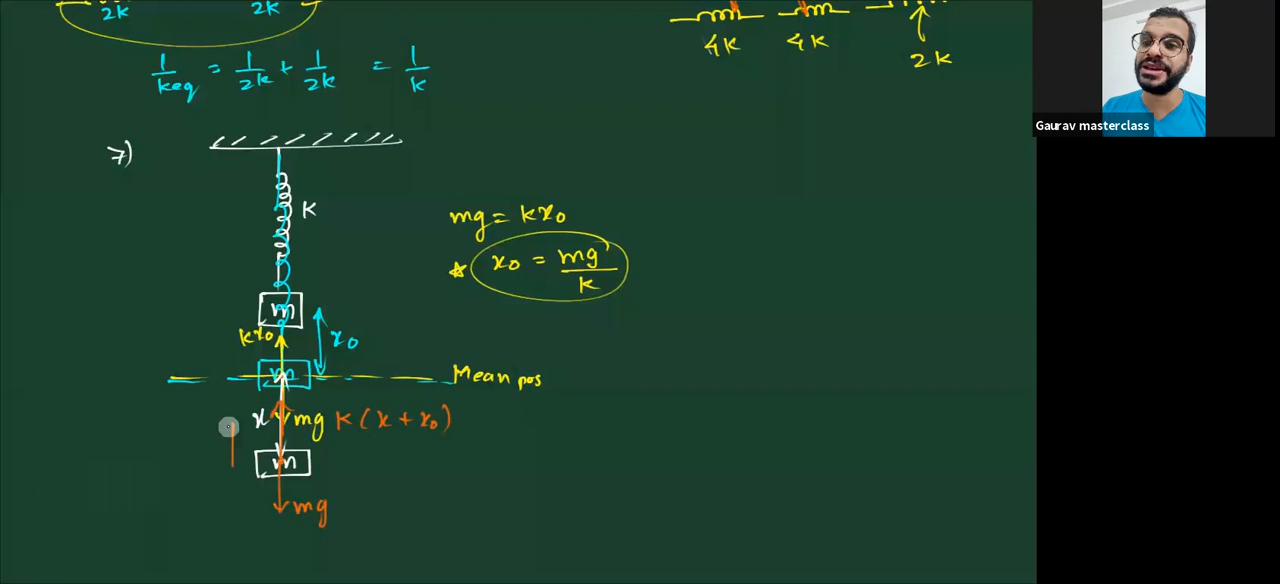 2K 2K
4K 4K
2K
1/keq = 1/2k + 1/2k = 1/k
Gaurav masterclass
7)
K
mg = kx₀
m
* x₀ = mg/k
kx₀
x₀
m
Mean pos
x mg K(x + x₀)
m
mg